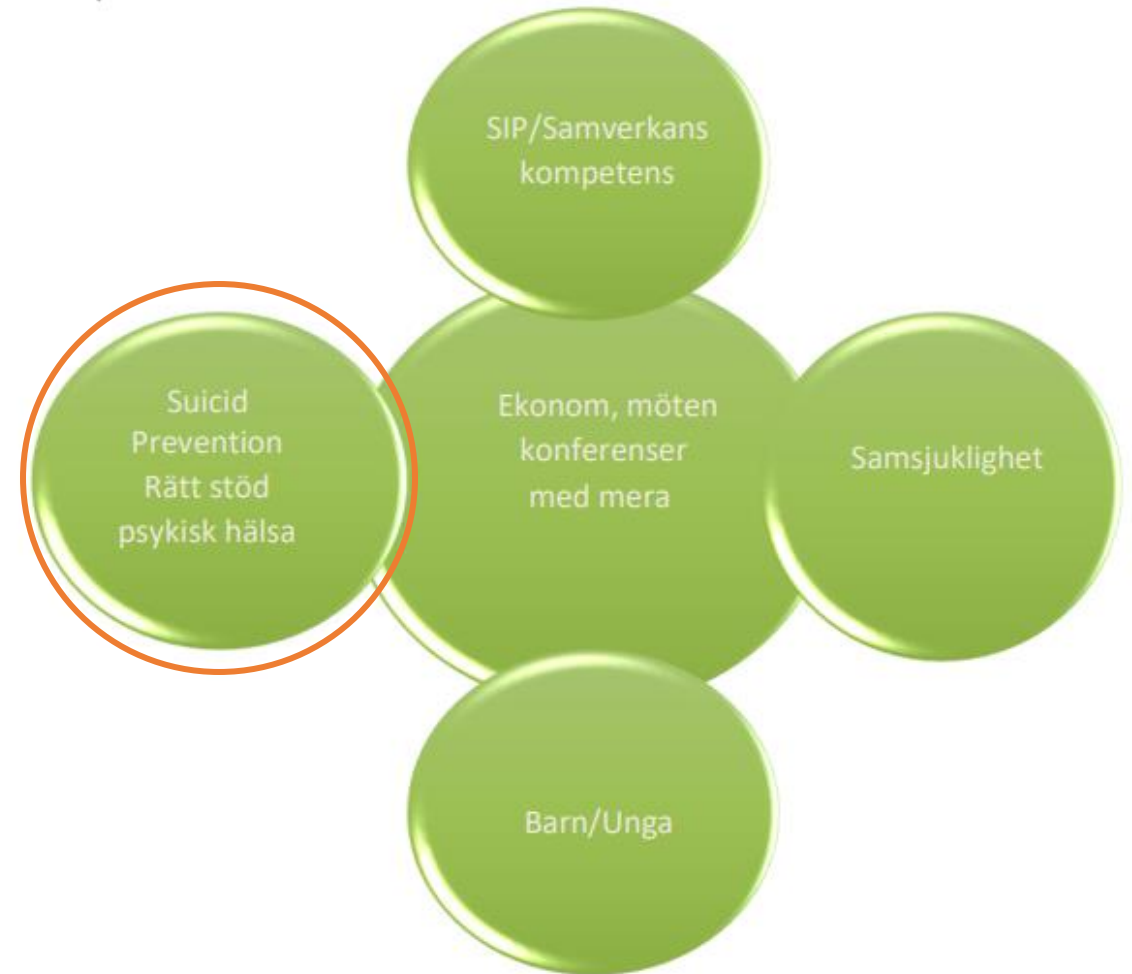 SIP/Samverkans
kompetens
Suicid
Prevention
Rätt stöd
psykisk hälsa
Ekonom, möten
konferenser
med mera
Samsjuklighet
Barn/Unga